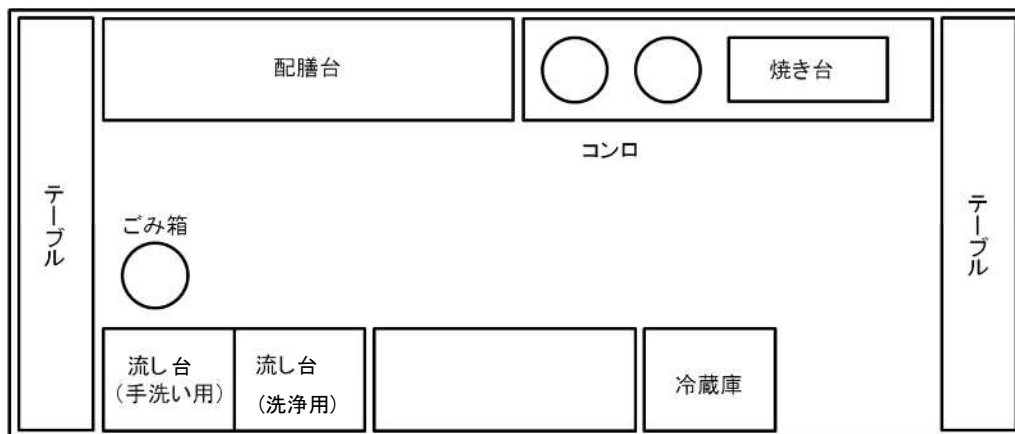 配膳台
焼き台
コンロ
テーブル
テーブル
ごみ箱
流し台
(手洗い用)
流し台
(洗浄用)
冷蔵庫